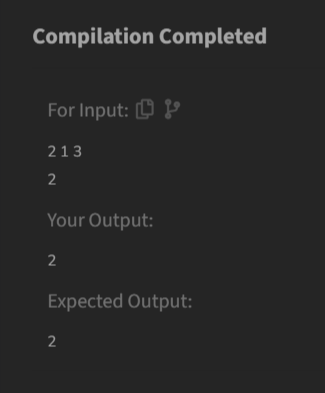 Compilation Completed
For Input:
2 1 3
2
Your Output:
2
Expected Output:
2